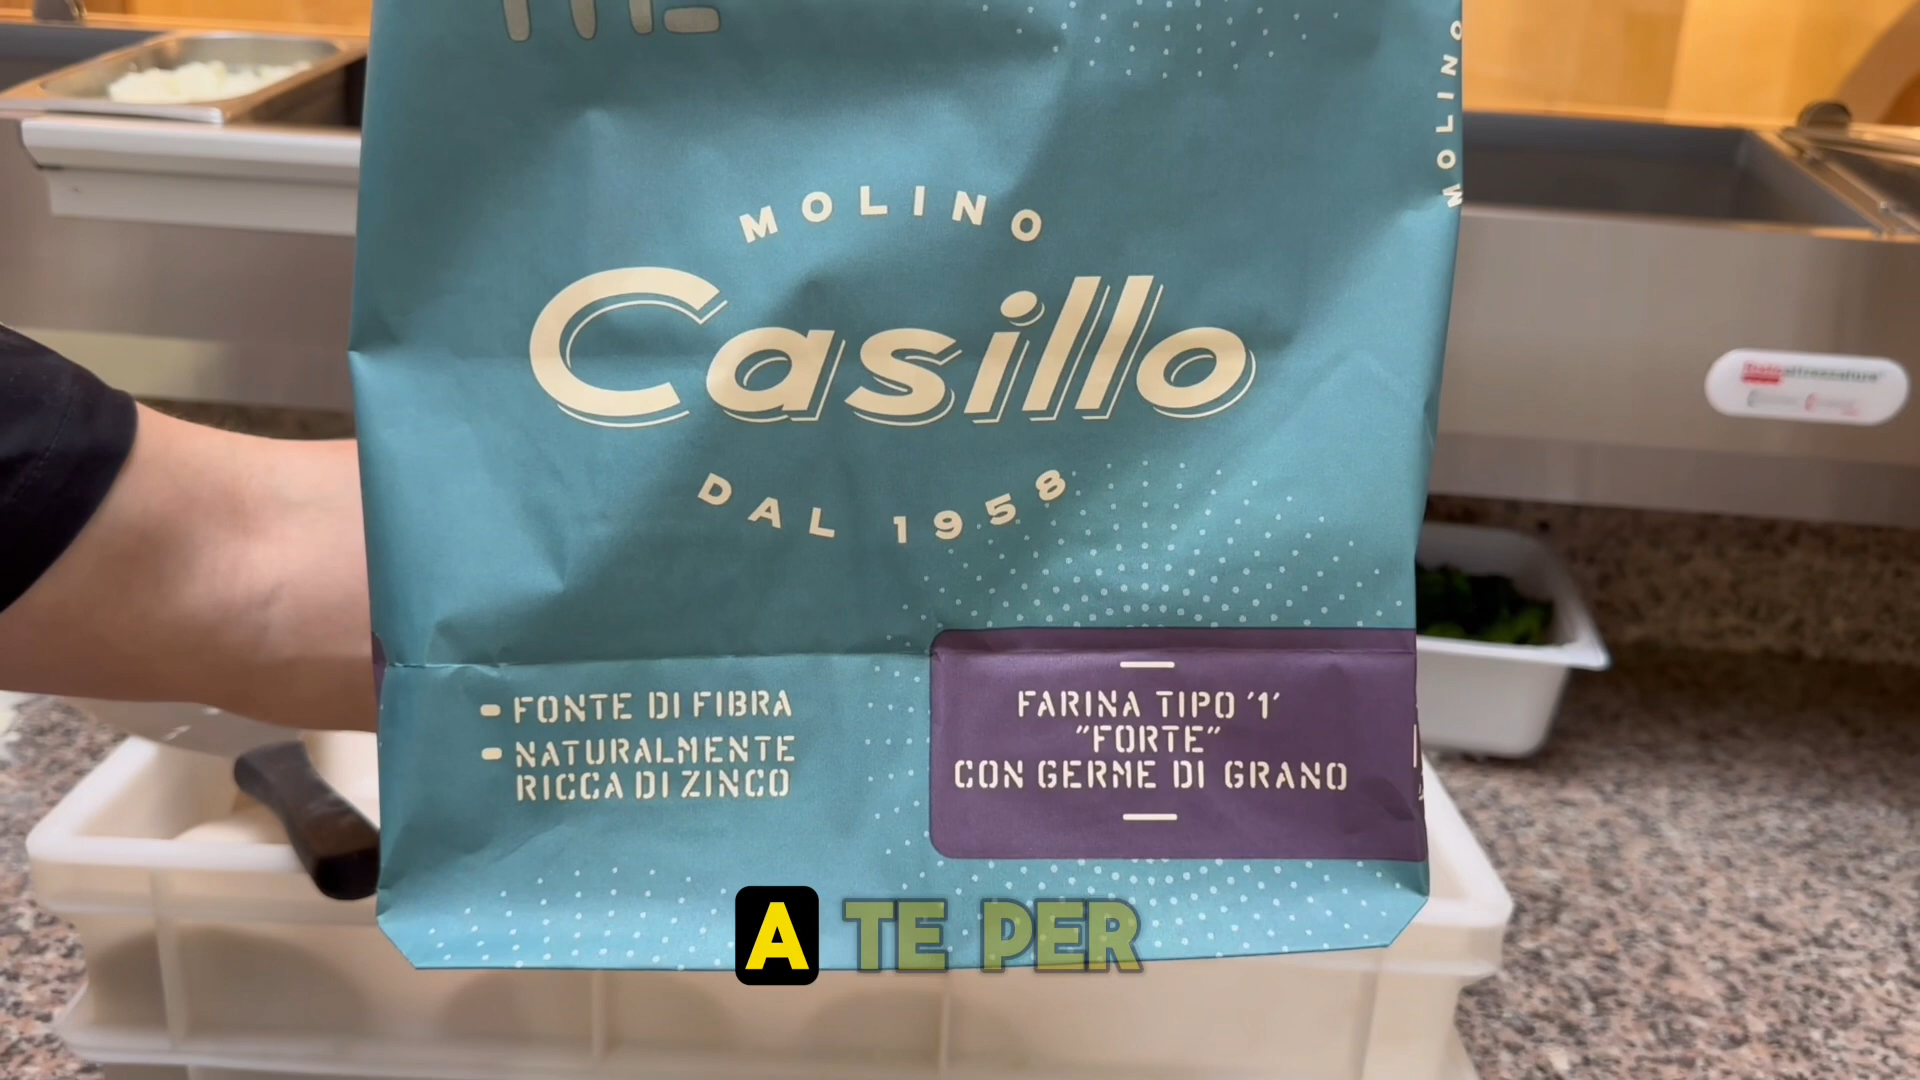 MOLINO
Casillo
DAL 1958
MOLINO
- FONTE DI FIBRA
- NATURALMENTE
RICCA DI ZINCO
FARINA TIPO '1'
"FORTE"
CON GERME DI GRANO
A TE PER